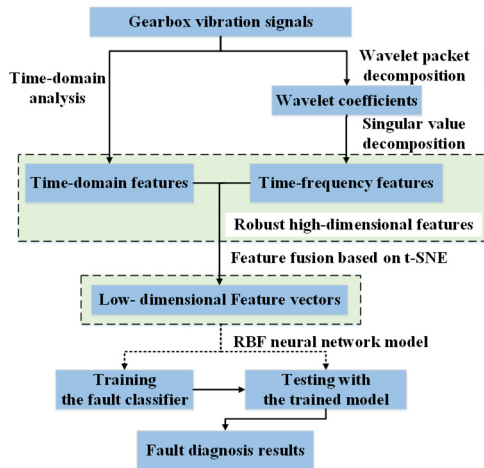 Gearbox vibration signals
Time-domain
analysis
Wavelet packet
decomposition
Wavelet coefficients
Singular value
decomposition
Time-domain features
Time-frequency features
Robust high-dimensional features
Feature fusion based on t-SNE
Low- dimensional Feature vectors
RBF neural network model
Training
the fault classifier
Testing with
the trained model
Fault diagnosis results